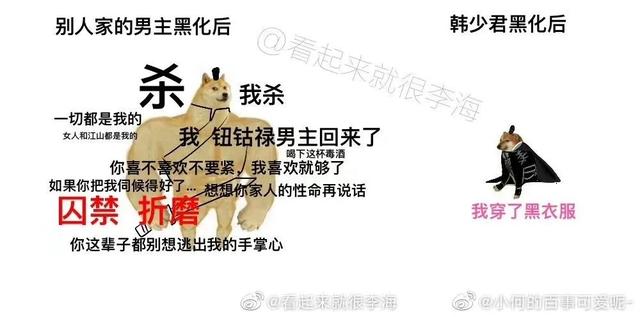 别人家的男主黑化后
韩少君黑化后
@看起来就很李海
杀
我杀
一切都是我的
女人和江山都是我的
我 钮钴禄男主回来了
喝下这杯毒酒
你喜不喜欢不要紧，我喜欢就够了
如果你把我伺候得好了…
想想你家人的性命再说话
囚禁 折磨
你这辈子都别想逃出我的手掌心
我穿了黑衣服
@看起来就很李海
@小何的百事可爱呢-